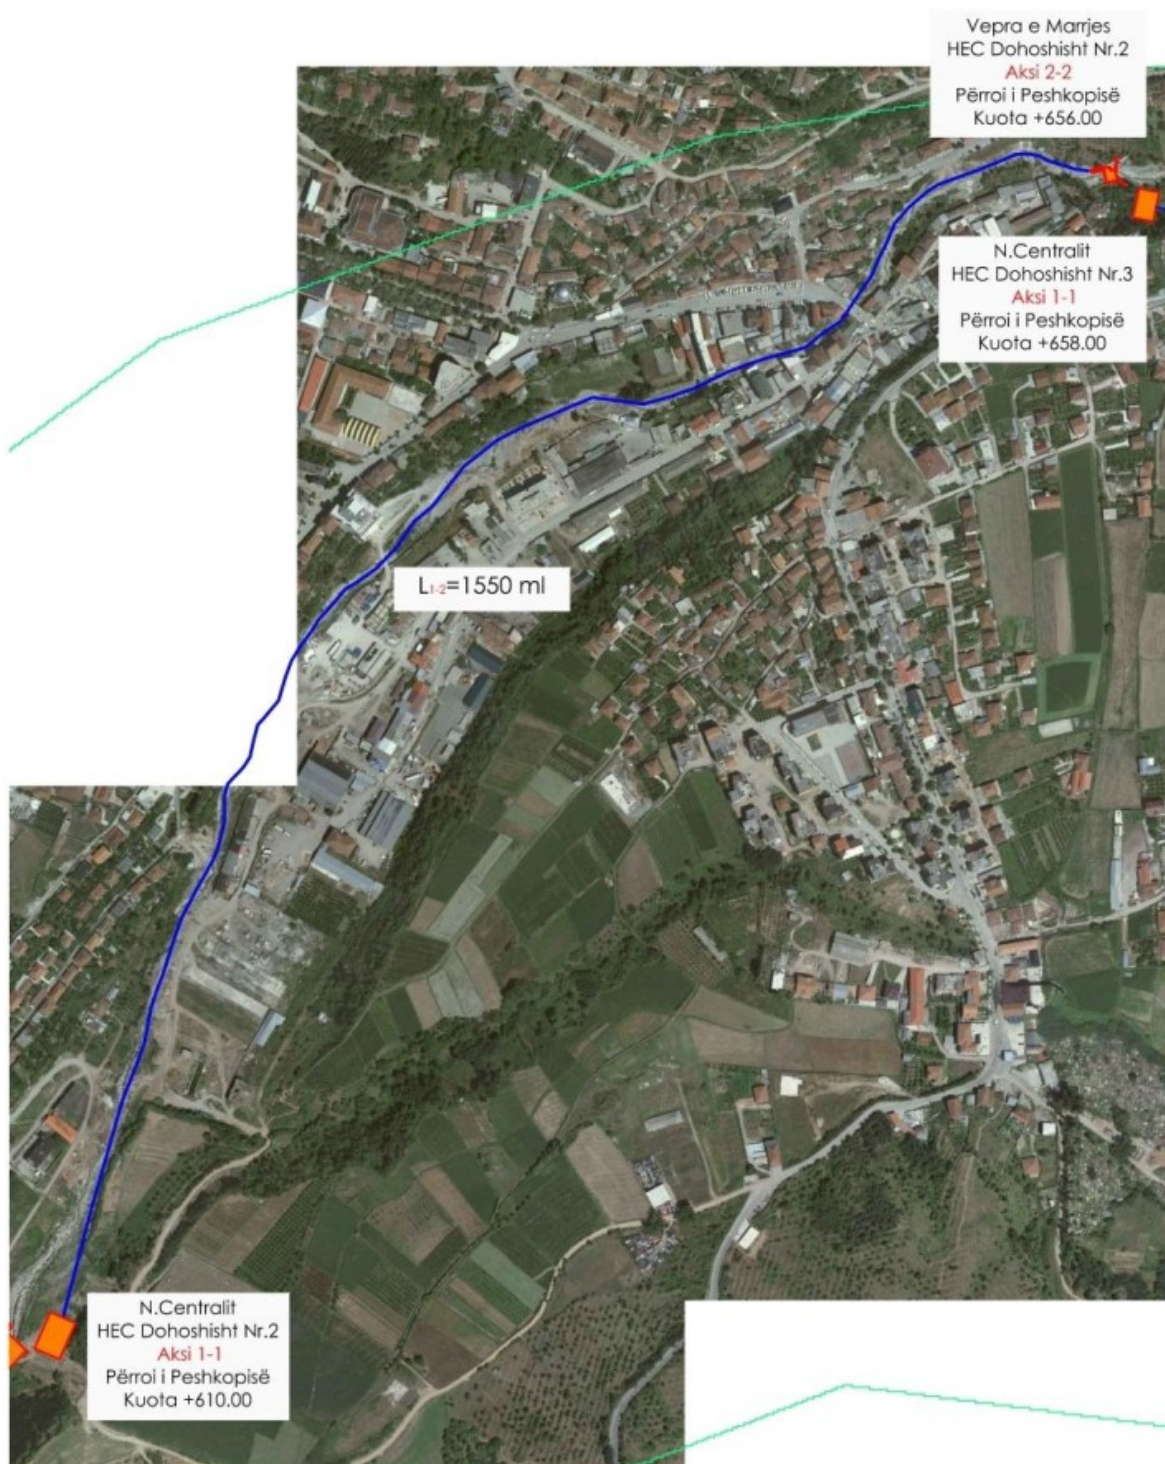 Vepra e Marrjes
HEC Dohoshisht Nr.2
Aksi 2-2
Përroi i Peshkopisë
Kuota +656.00
N.Centralit
HEC Dohoshisht Nr.3
Aksi 1-1
Përroi i Peshkopisë
Kuota +658.00
L1-2=1550 ml
N.Centralit
HEC Dohoshisht Nr.2
Aksi 1-1
Përroi i Peshkopisë
Kuota +610.00